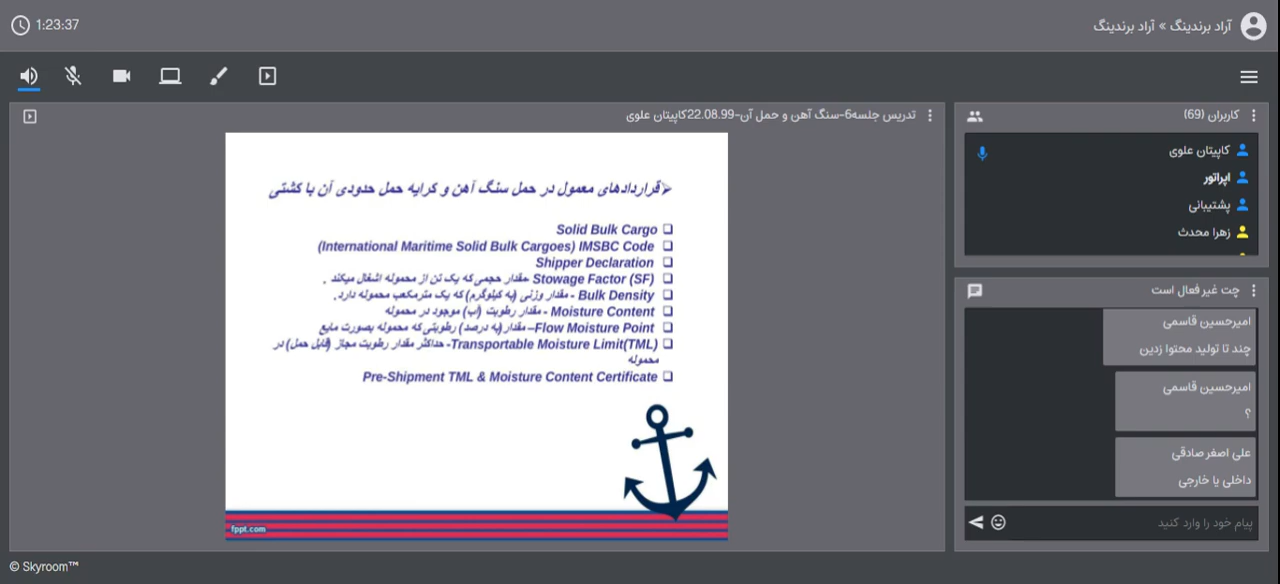 1:23:37
آراد برندینگ » آراد برندینگ
تدریس جلسه6-سنگ آهن و حمل آن-22.08.99کاپیتان علوی
قراردادهای معمول در حمل سنگ آهن و کرایه حمل حدودی آن با کشتی
Solid Bulk Cargo
(International Maritime Solid Bulk Cargoes) IMSBC Code
Shipper Declaration
Stowage Factor (SF) -مقدار حجمی که یک تن از محموله اشغال میکند .
Bulk Density - مقدار وزنی (به کیلوگرم) که یک مترمکعب محموله دارد.
Moisture Content - مقدار رطوبت (آب) موجود در محموله
Flow Moisture Point–مقدار(به درصد) رطوبتی که محموله بصورت مایع
Transportable Moisture Limit(TML)- حداکثر مقدار رطوبت مجاز (قابل حمل) در
محموله
Pre-Shipment TML & Moisture Content Certificate
fppt.com
کاربران (69)
کاپیتان علوی
اپراتور
پشتیبانی
زهرا محدث
چت غیر فعال است
امیرحسین قاسمی
چند تا تولید محتوا زدین
امیرحسین قاسمی
؟
علی اصغر صادقی
داخلی یا خارجی
پیام خود را وارد کنید
© Skyroom™